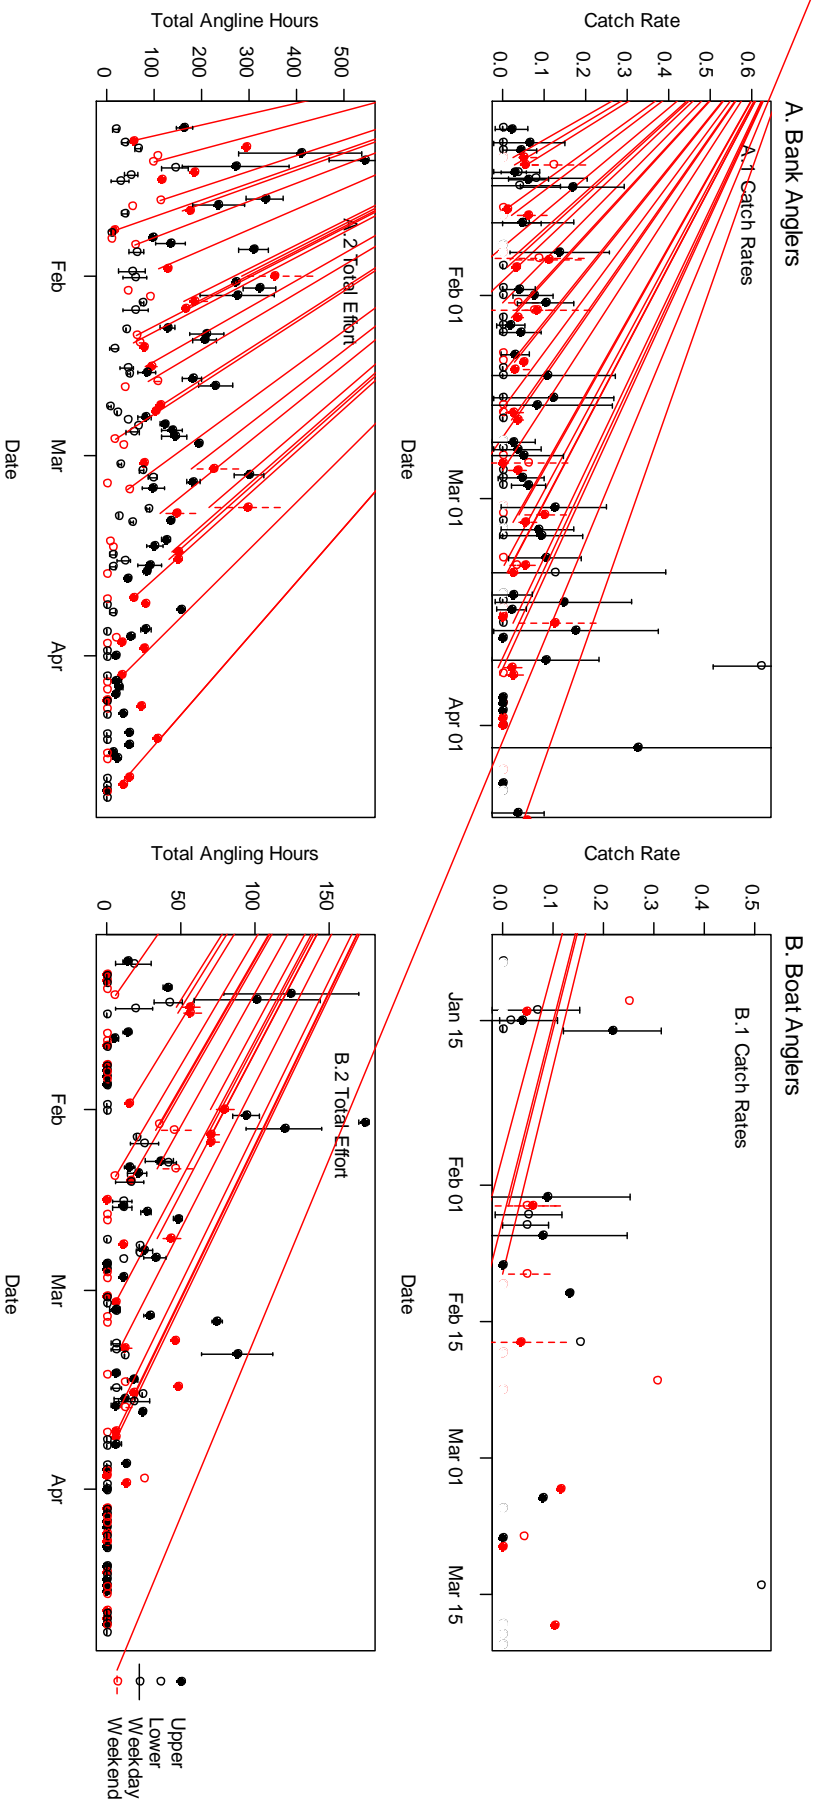 A. Bank Anglers
A.1 Catch Rates
Catch Rate
0.0 0.1 0.2 0.3 0.4 0.5 0.6
Feb 01 Mar 01 Apr 01
Date
A.2 Total Effort
Total Angline Hours
0 100 200 300 400 500
Feb Mar Apr
Date
B. Boat Anglers
B.1 Catch Rates
Catch Rate
0.0 0.1 0.2 0.3 0.4 0.5
Jan 15 Feb 01 Feb 15 Mar 01 Mar 15
Date
B.2 Total Effort
Total Angling Hours
0 50 100 150
Feb Mar Apr
Date
Upper
Lower
Weekday
Weekend